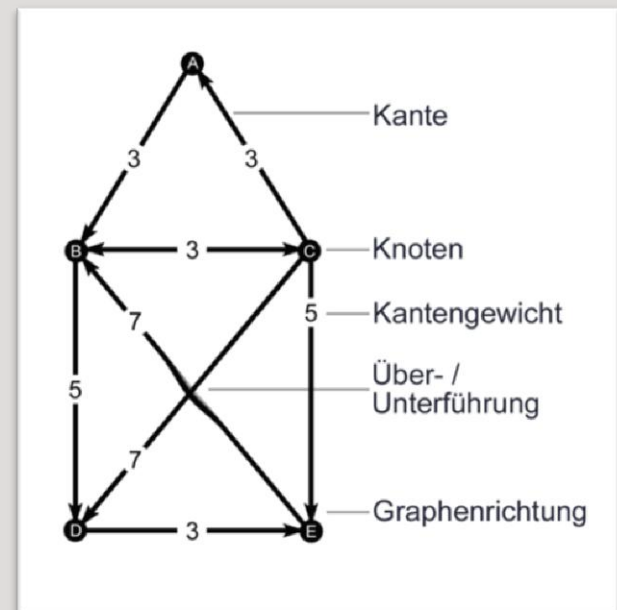 A
Kante
3
3
B
3
C
Knoten
7
5
Kantengewicht
5
Über- /
Unterführung
7
D
3
E
Graphenrichtung